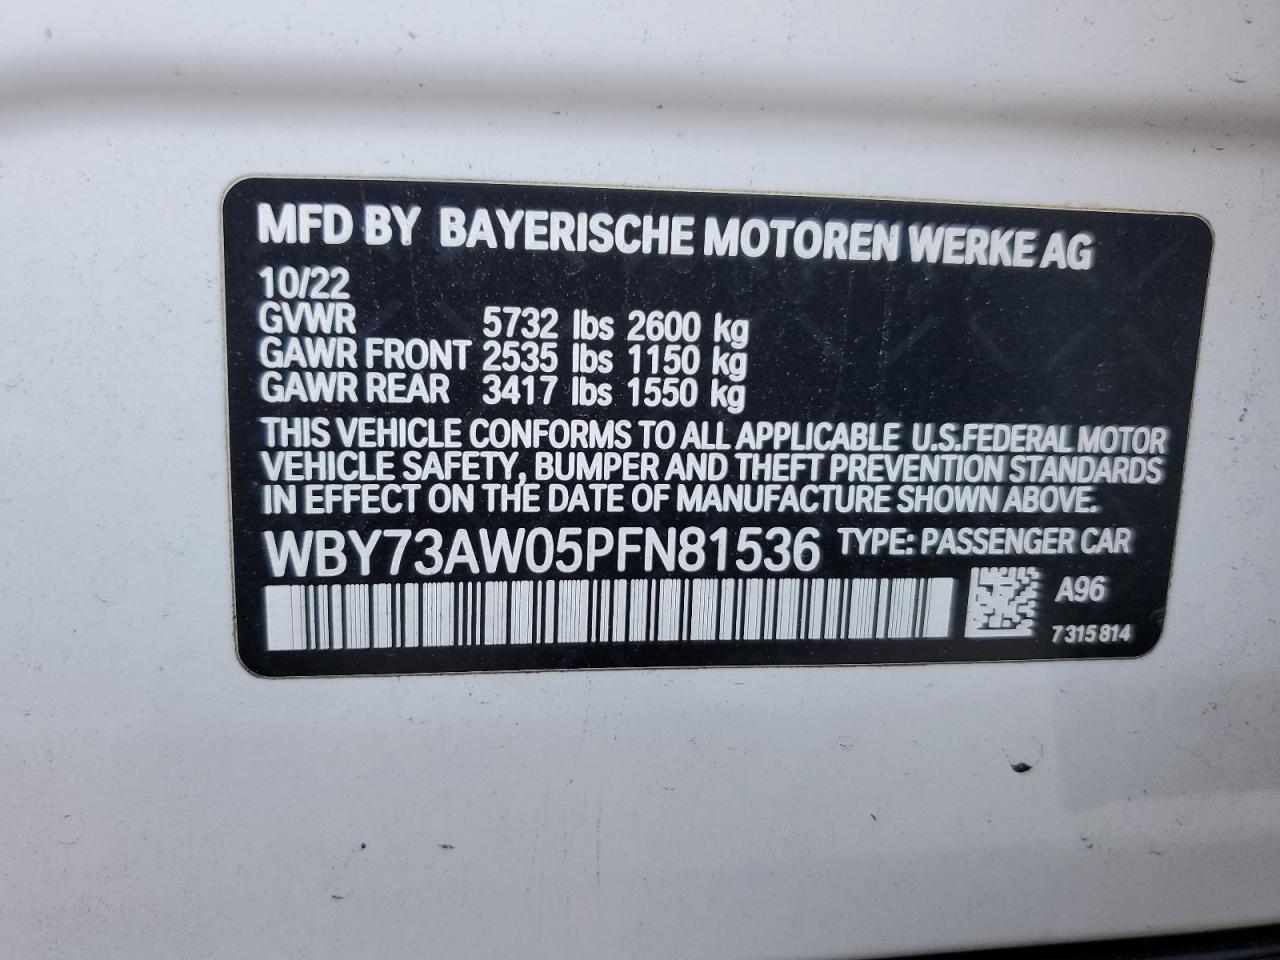 MFD BY BAYERISCHE MOTOREN WERKE AG
10/22
GVWR 5732 lbs 2600 kg
GAWR FRONT 2535 lbs 1150 kg
GAWR REAR 3417 lbs 1550 kg
THIS VEHICLE CONFORMS TO ALL APPLICABLE U.S.FEDERAL MOTOR
VEHICLE SAFETY, BUMPER AND THEFT PREVENTION STANDARDS
IN EFFECT ON THE DATE OF MANUFACTURE SHOWN ABOVE.
WBY73AW05PFN81536 TYPE: PASSENGER CAR
A96
7 315 814